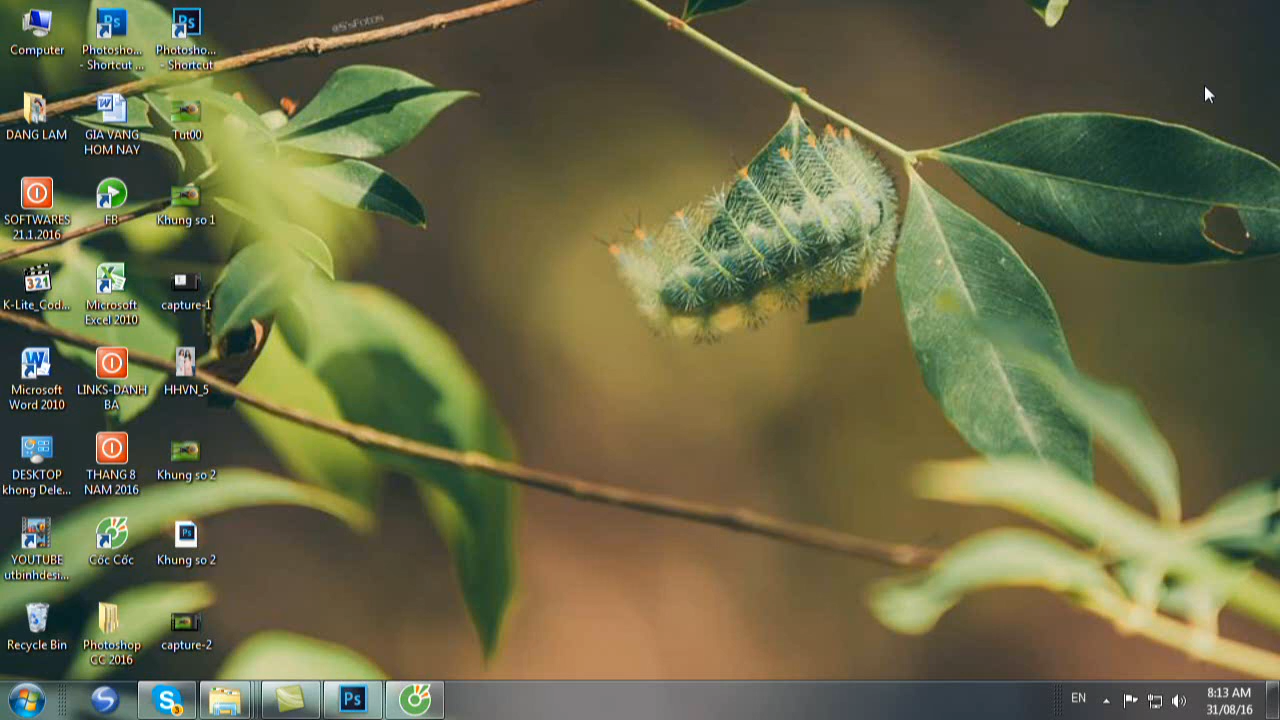 @S'sFotos
Computer
Photosho...
- Shortcut ...
Photosho...
- Shortcut
DANG LAM
GIA VANG
HOM NAY
Tut00
SOFTWARES
21.1.2016
FB
Khung so 1
K-Lite_Cod...
Microsoft
Excel 2010
capture-1
Microsoft
Word 2010
LINKS-DANH
BA
HHVN_5
DESKTOP
khong Dele...
THANG 8
NAM 2016
Khung so 2
YOUTUBE
utbinhdesi...
Cốc Cốc
Khung so 2
Recycle Bin
Photoshop
CC 2016
capture-2
EN
8:13 AM
31/08/16